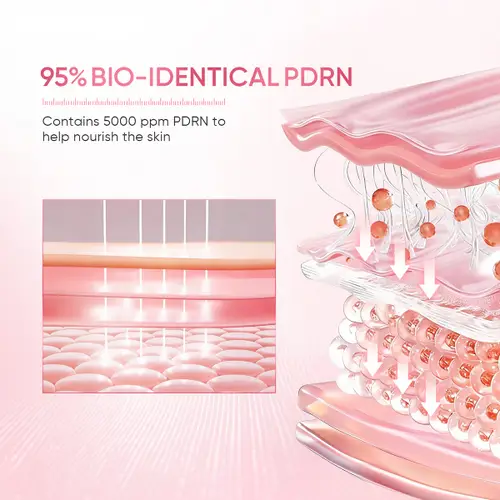 95% BIO-IDENTICAL PDRN
Contains 5000 ppm PDRN to
help nourish the skin